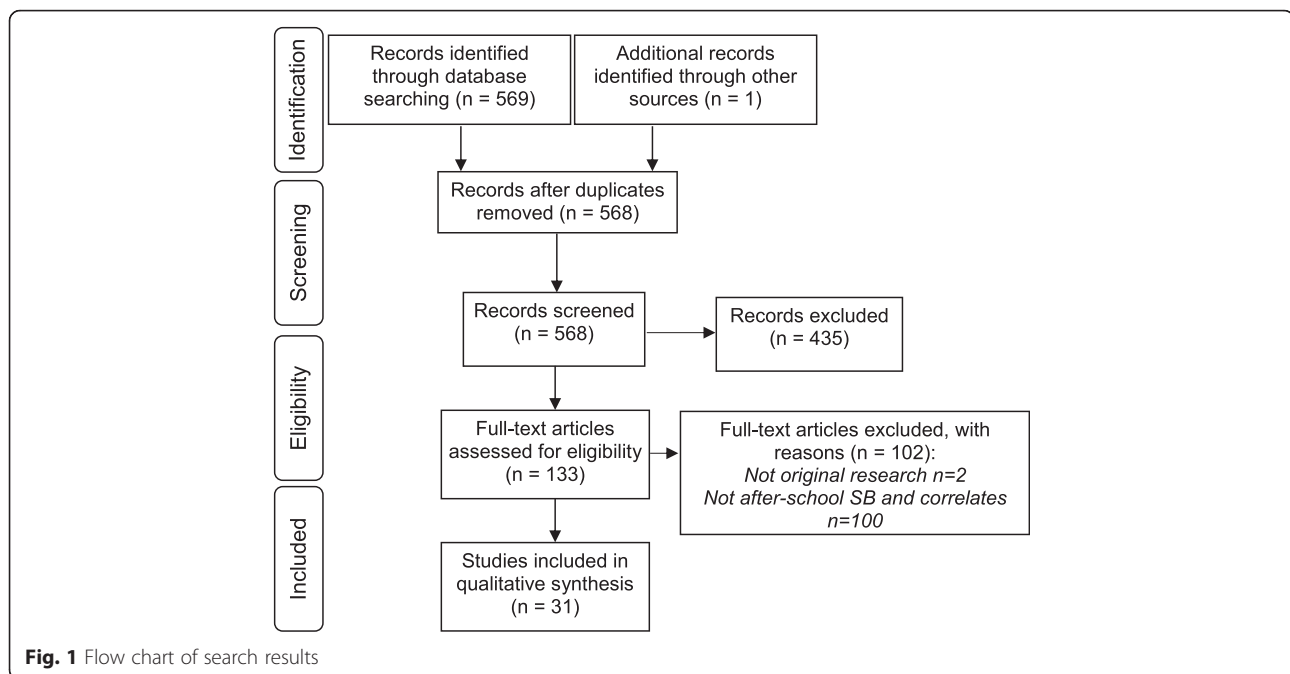 Identification
Records identified
through database
searching (n = 569)
Additional records
identified through other
sources (n = 1)
Screening
Records after duplicates
removed (n = 568)
Records screened
(n = 568)
Records excluded
(n = 435)
Eligibility
Full-text articles
assessed for eligibility
(n = 133)
Full-text articles excluded, with
reasons (n = 102):
Not original research n=2
Not after-school SB and correlates
n=100
Included
Studies included in
qualitative synthesis
(n = 31)
Fig. 1 Flow chart of search results